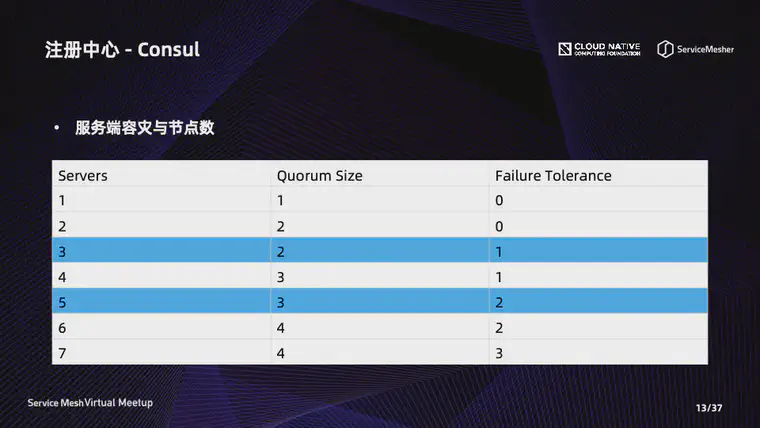 注册中心 - Consul
CLOUD NATIVE
COMPUTING FOUNDATION
ServiceMesher
• 服务端容灾与节点数
Servers Quorum Size Failure Tolerance
1 1 0
2 2 0
3 2 1
4 3 1
5 3 2
6 4 2
7 4 3
Service Mesh Virtual Meetup
13/37